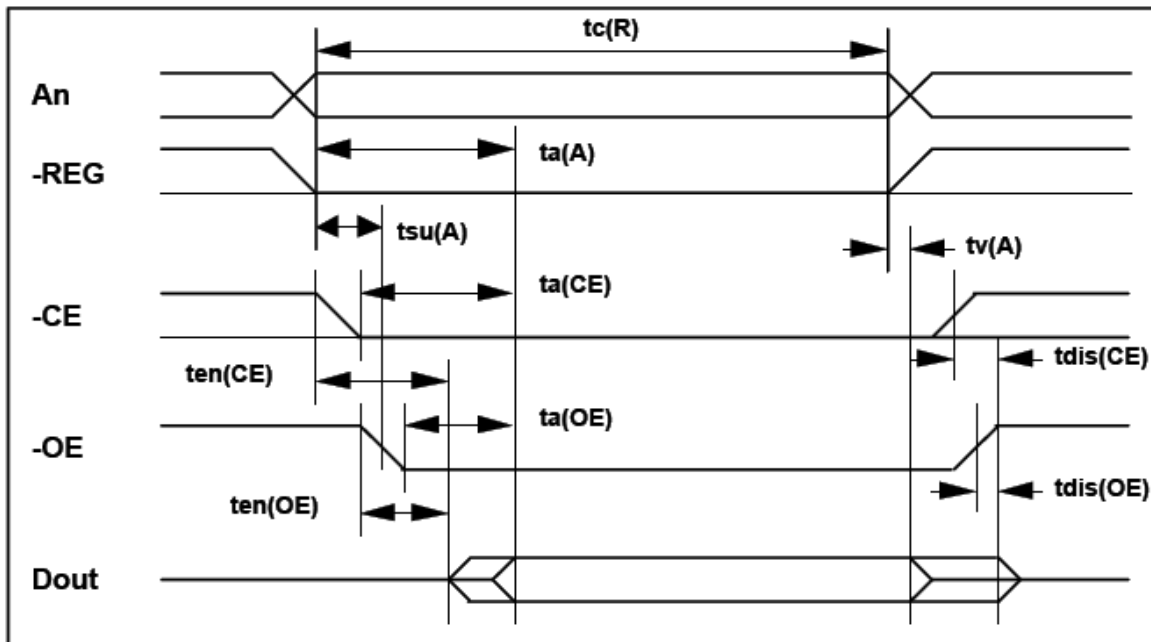 tc(R)
An
ta(A)
-REG
tsu(A)
tv(A)
ta(CE)
-CE
ten(CE)
tdis(CE)
ta(OE)
-OE
ten(OE)
tdis(OE)
Dout